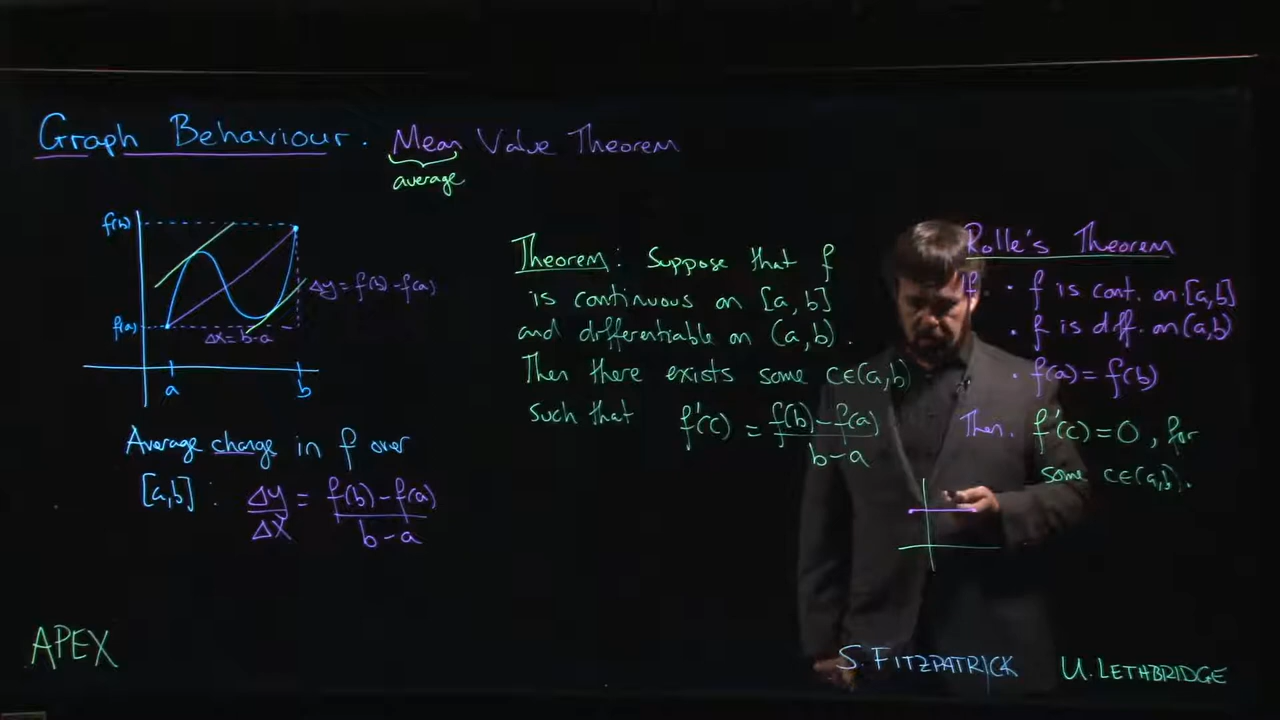 Graph Behaviour. Mean Value Theorem
average
f(b)
f(a)
Δy = f(b) - f(a)
Δx = b-a
a
b
Average change in f over
[a,b] : Δy/Δx = f(b) - f(a) / b - a
Theorem: Suppose that f
is continuous on [a,b]
and differentiable on (a,b).
Then there exists some c∈(a,b)
such that f'(c) = f(b) - f(a) / b - a
Rolle's Theorem
If · f is cont. on [a,b]
· f is diff. on (a,b)
· f(a) = f(b)
Then f'(c) = 0, for
some c∈(a,b).
APEX
S. FITZPATRICK
U. LETHBRIDGE